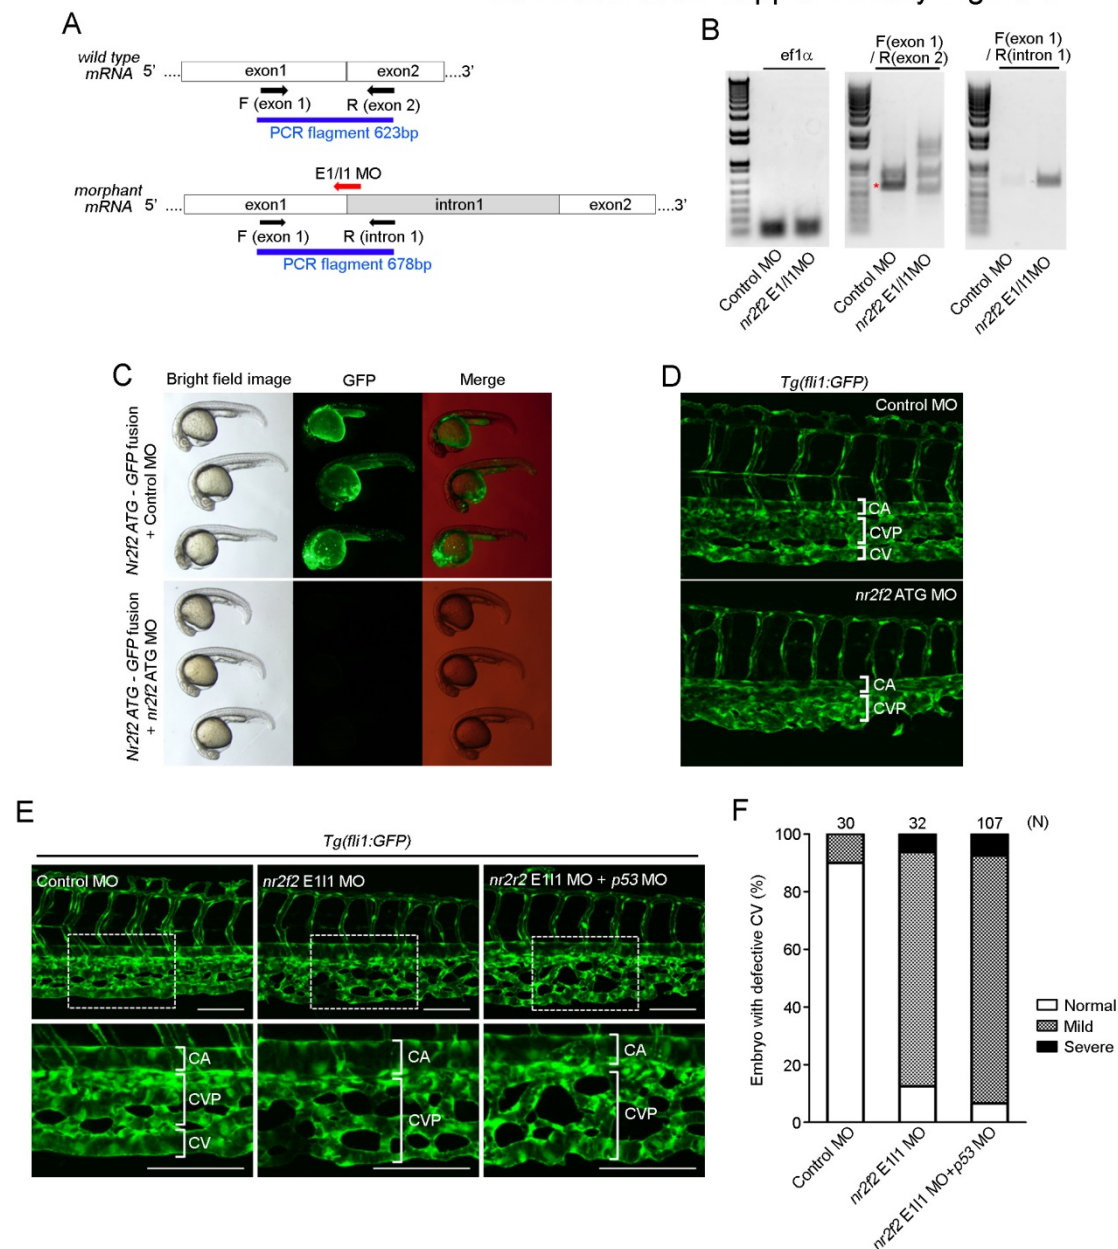 A
wild type
mRNA
5'
....
exon1
exon2
....3'
F (exon 1)
R (exon 2)
PCR flagment 623bp
E1/I1 MO
morphant
mRNA
5'
....
exon1
intron1
exon2
....3'
F (exon 1)
R (intron 1)
PCR flagment 678bp
B
ef1α
F(exon 1)
/ R(exon 2)
F(exon 1)
/ R(intron 1)
*
Control MO
nr2f2 E1/I1MO
Control MO
nr2f2 E1/I1MO
Control MO
nr2f2 E1/I1MO
C
Bright field image
GFP
Merge
Nr2f2 ATG - GFP fusion
+ Control MO
Nr2f2 ATG - GFP fusion
+ nr2f2 ATG MO
D
Tg(fli1:GFP)
Control MO
CA
CVP
CV
nr2f2 ATG MO
CA
CVP
E
Tg(fli1:GFP)
Control MO
nr2f2 E1I1 MO
nr2r2 E1I1 MO + p53 MO
CA
CVP
CV
CA
CVP
CA
CVP
F
30
32
107
(N)
Embryo with defective CV (%)
100
80
60
40
20
0
Normal
Mild
Severe
Control MO
nr2f2 E1I1 MO
nr2f2 E1I1 MO+p53 MO